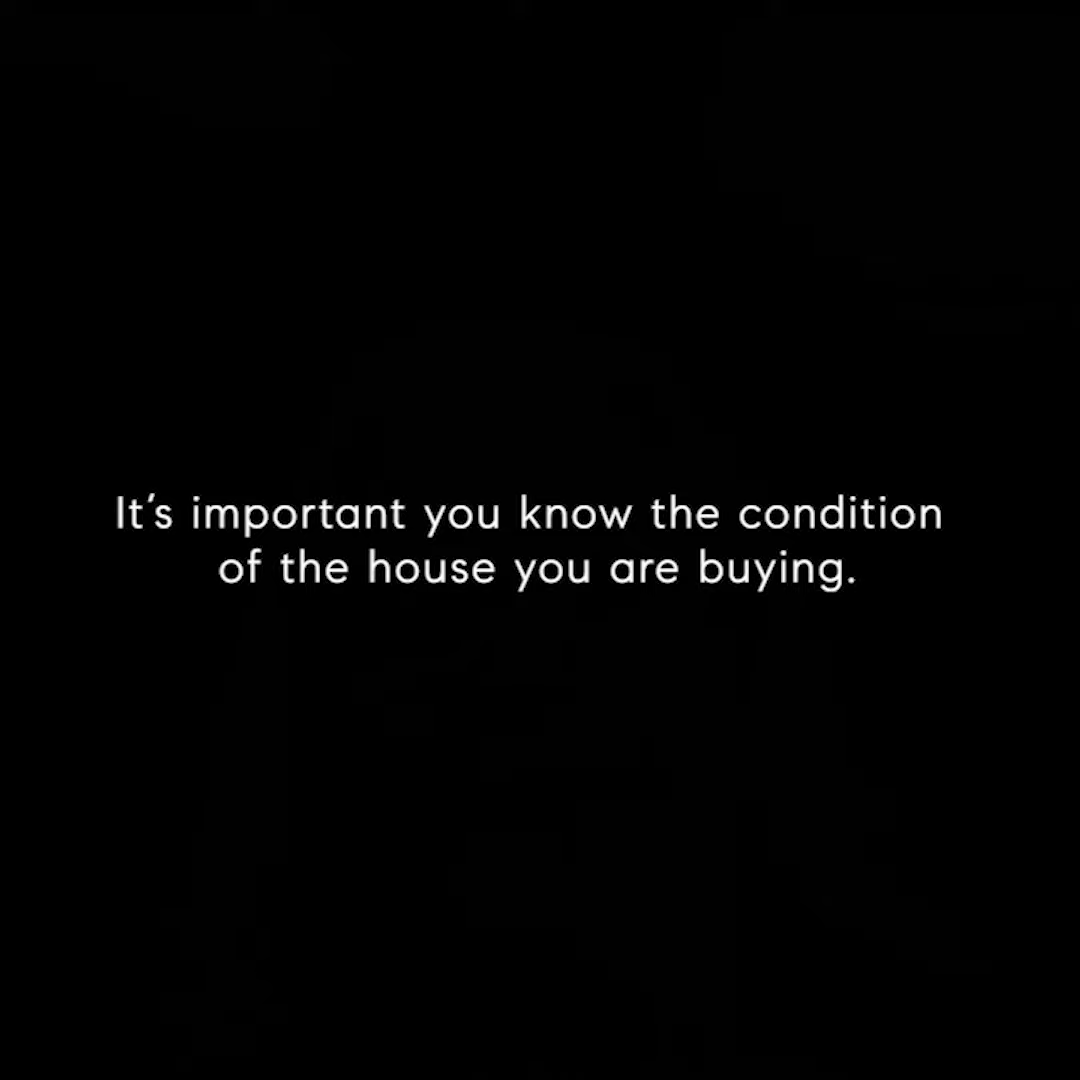 It's important you know the condition
of the house you are buying.